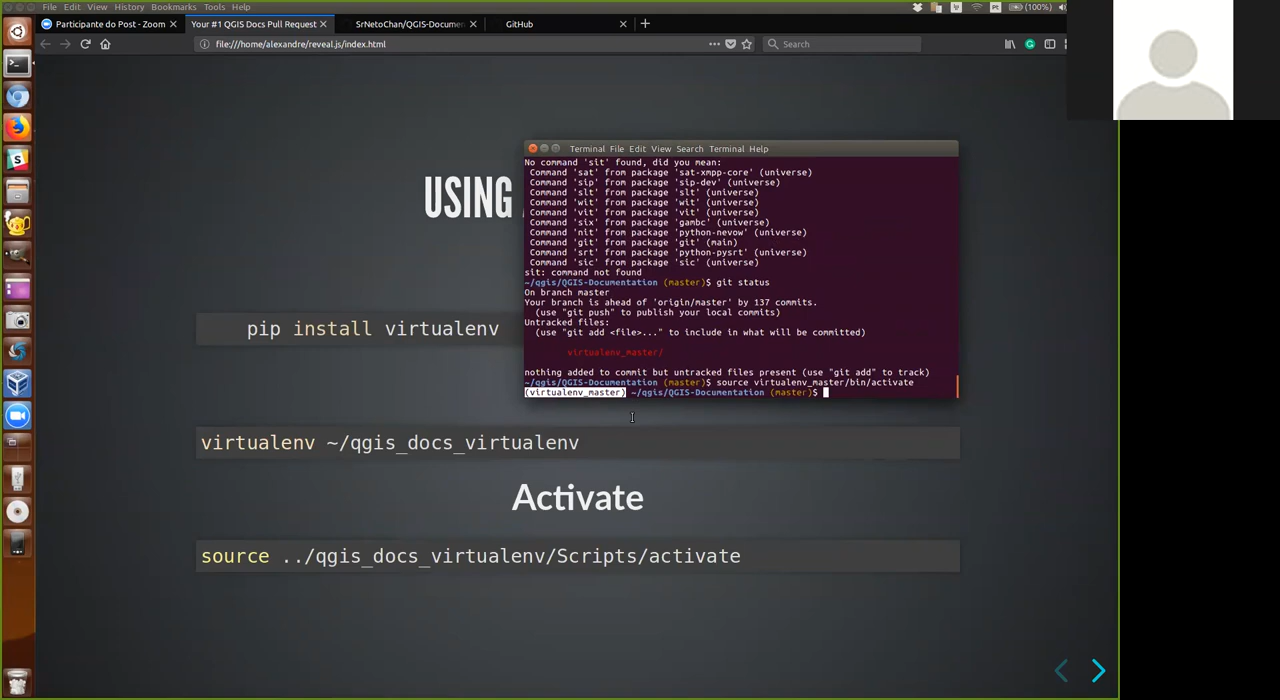 File Edit View History Bookmarks Tools Help
Pt
(100%)
Participante do Post - Zoom
Your #1 QGIS Docs Pull Request
SrNetoChan/QGIS-Documen
GitHub
file:///home/alexandre/reveal.js/index.html
Search
USING
Terminal File Edit View Search Terminal Help
No command 'sit' found, did you mean:
Command 'sat' from package 'sat-xmpp-core' (universe)
Command 'sip' from package 'sip-dev' (universe)
Command 'slt' from package 'slt' (universe)
Command 'wit' from package 'wit' (universe)
Command 'vit' from package 'vit' (universe)
Command 'six' from package 'gambc' (universe)
Command 'nit' from package 'python-nevow' (universe)
Command 'git' from package 'git' (main)
Command 'srt' from package 'python-pysrt' (universe)
Command 'sic' from package 'sic' (universe)
sit: command not found
~/qgis/QGIS-Documentation (master)$ git status
On branch master
Your branch is ahead of 'origin/master' by 137 commits.
(use "git push" to publish your local commits)
Untracked files:
(use "git add <file>..." to include in what will be committed)
virtualenv_master/
nothing added to commit but untracked files present (use "git add" to track)
~/qgis/QGIS-Documentation (master)$ source virtualenv_master/bin/activate
(virtualenv_master) ~/qgis/QGIS-Documentation (master)$
pip install virtualenv
virtualenv ~/qgis_docs_virtualenv
Activate
source ../qgis_docs_virtualenv/Scripts/activate